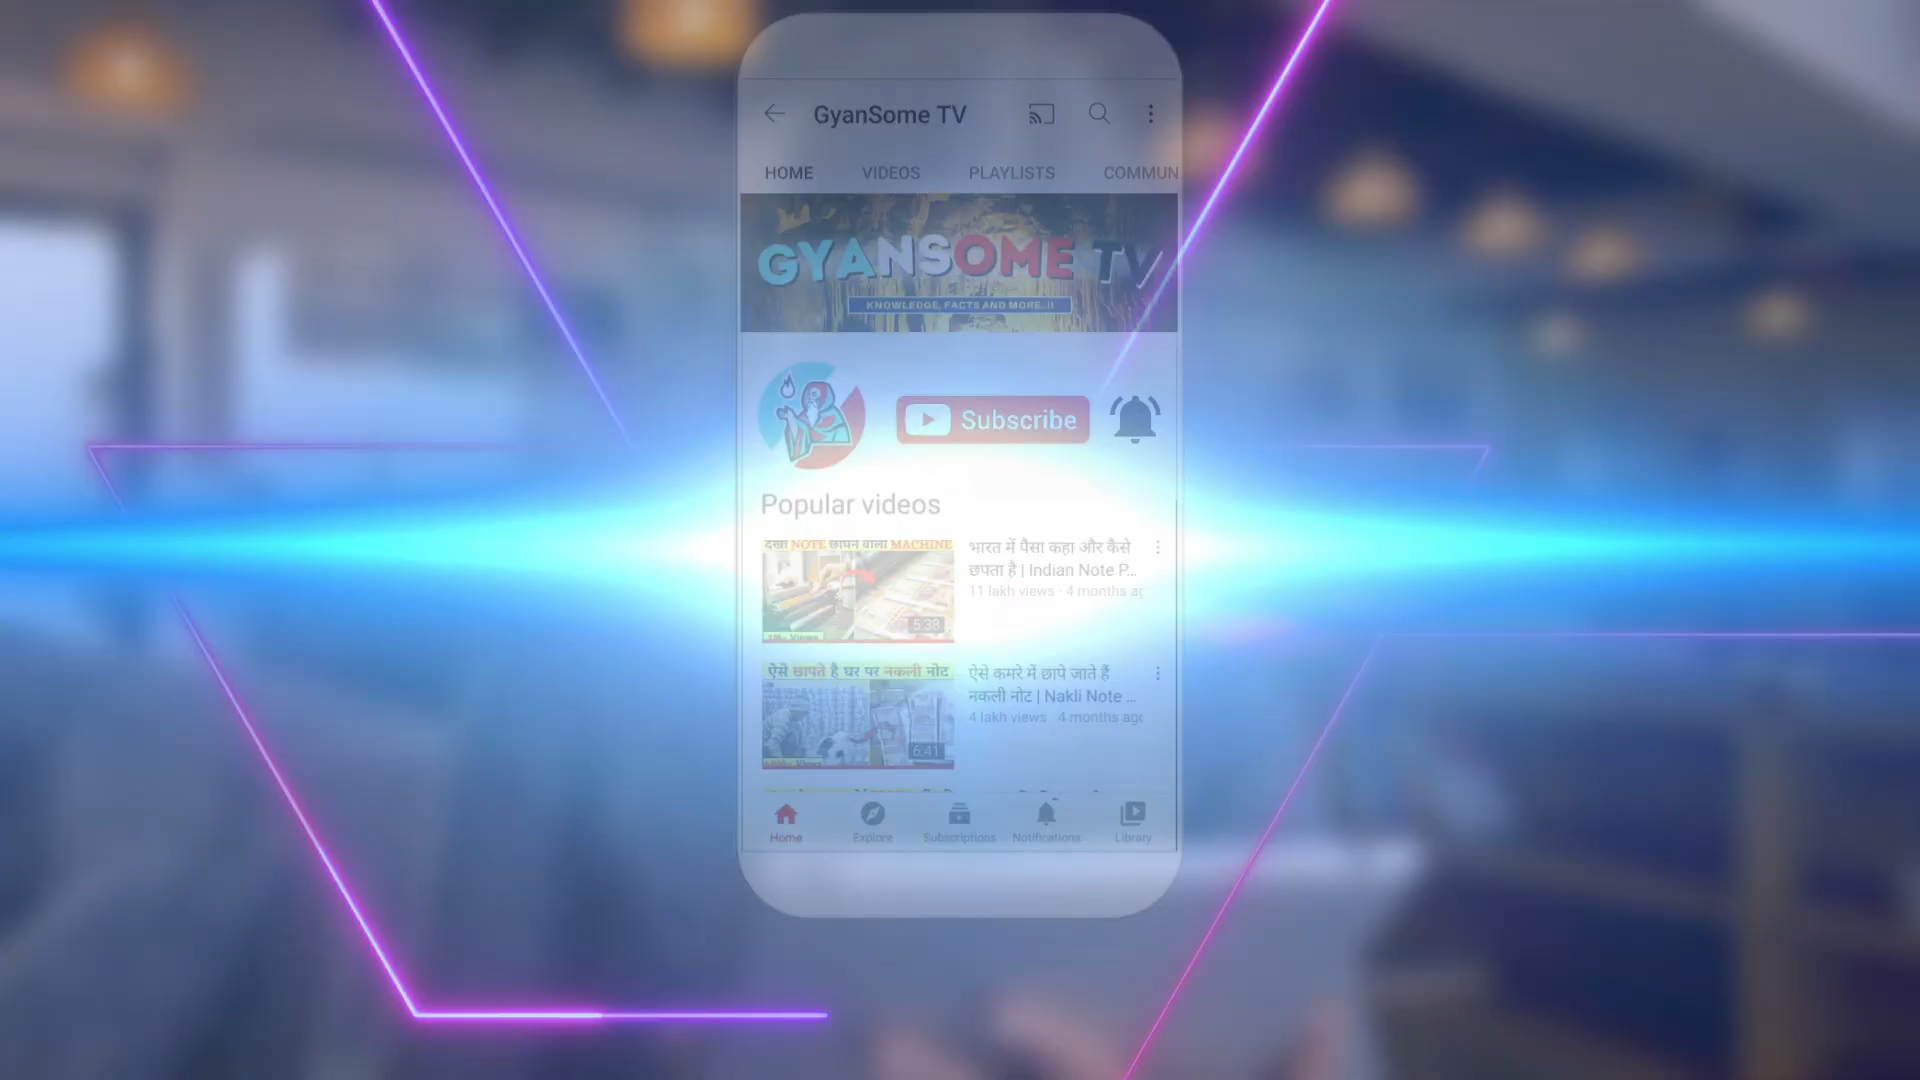 GyanSome TV
HOME VIDEOS PLAYLISTS COMMUN
GYANSOME TV
KNOWLEDGE, FACTS AND MORE..!!
Subscribe
Popular videos
देखो NOTE छापने वाली MACHINE
भारत में पैसा कहा और कैसे
छपता है | Indian Note P...
11 lakh views · 4 months ag
5:38
1M+ Views
ऐसे छापते है घर पर नकली नोट
ऐसे कमरे में छापे जाते हैं
नकली नोट | Nakli Note ...
4 lakh views · 4 months ago
6:41
Home Explore Subscriptions Notifications Library